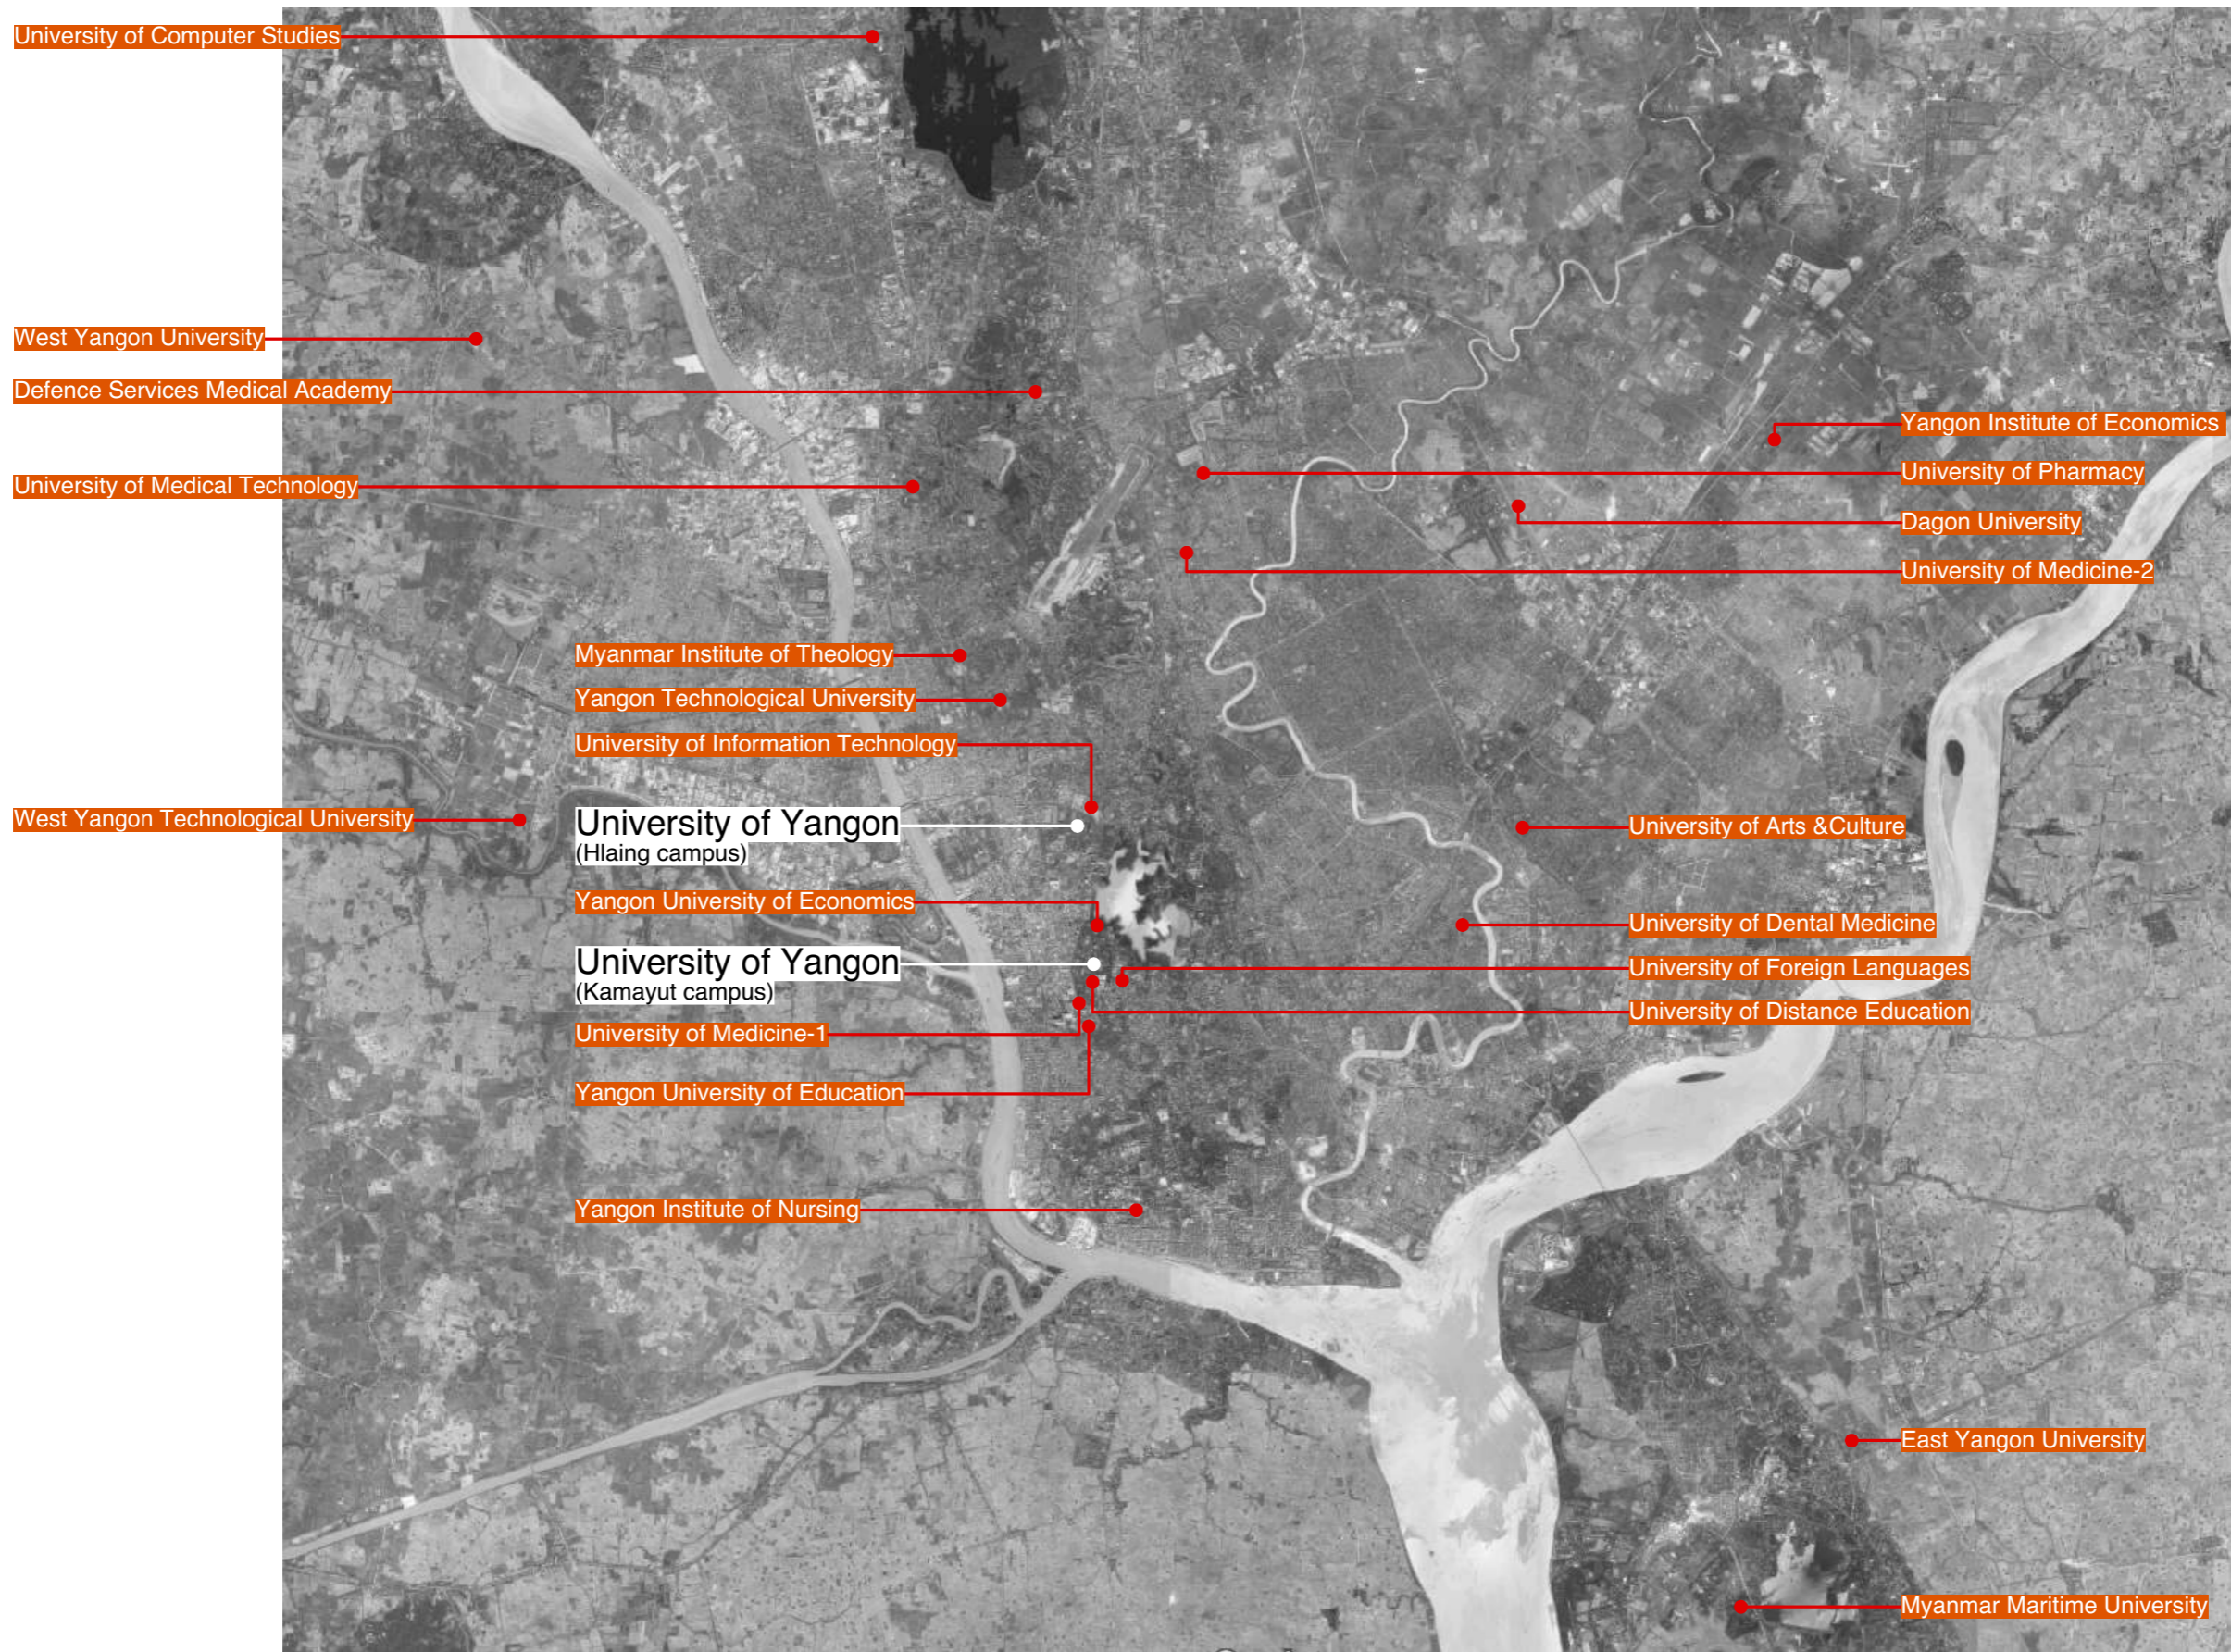 University of Computer Studies
West Yangon University
Defence Services Medical Academy
Yangon Institute of Economics
University of Pharmacy
University of Medical Technology
Dagon University
University of Medicine-2
Myanmar Institute of Theology
Yangon Technological University
University of Information Technology
West Yangon Technological University
University of Yangon
(Hlaing campus)
University of Arts &Culture
Yangon University of Economics
University of Dental Medicine
University of Yangon
(Kamayut campus)
University of Foreign Languages
University of Distance Education
University of Medicine-1
Yangon University of Education
Yangon Institute of Nursing
East Yangon University
Myanmar Maritime University